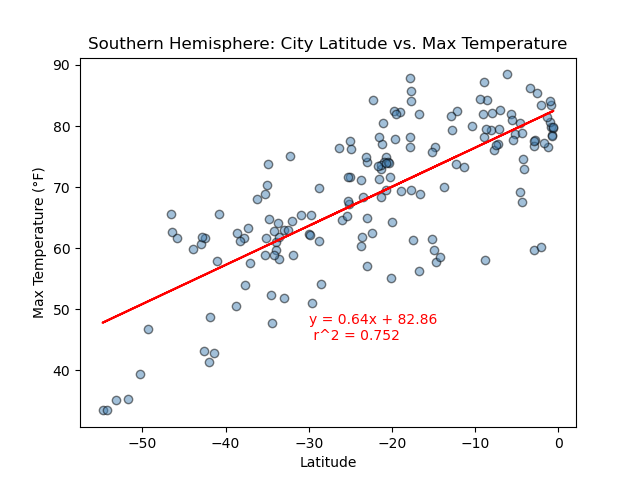 Southern Hemisphere: City Latitude vs. Max Temperature
90
80
70
60
50
40
Max Temperature (°F)
y = 0.64x + 82.86
r^2 = 0.752
−50
−40
−30
−20
−10
0
Latitude